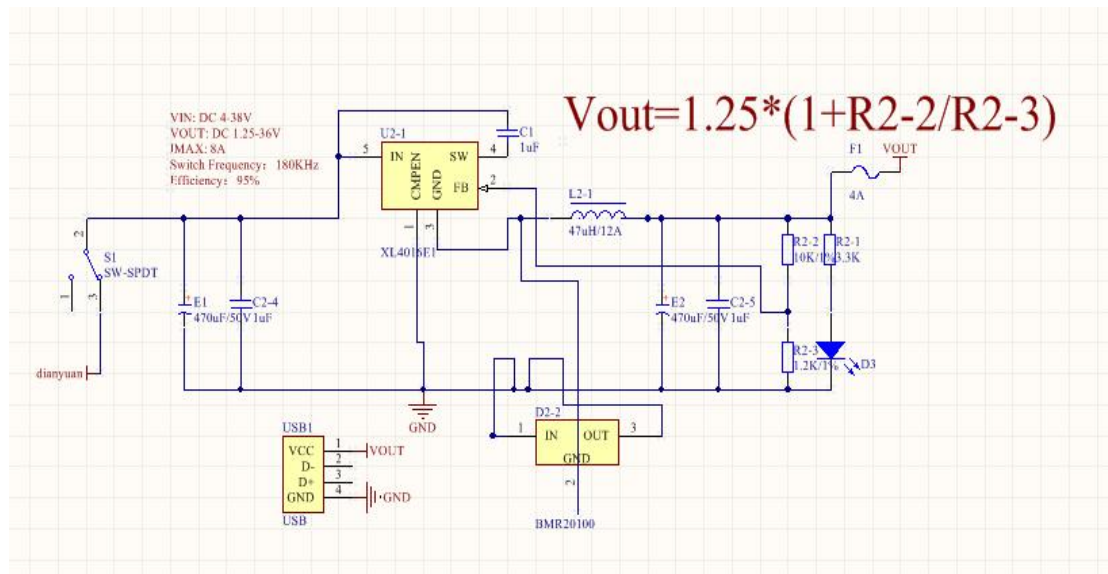 Vout=1.25*(1+R2-2/R2-3)
VIN: DC 4-38V
VOUT: DC 1.25-36V
IMAX: 8A
Switch Frequency: 180KHz
Efficiency: 95%
U2-1
C1
1uF
5
IN
SW
4
CMPEN
GND
FB
2
1
3
XL4016E1
F1
VOUT
4A
L2-1
47uH/12A
2
S1
SW-SPDT
1
3
dianyuan
E1
470uF/50V
C2-4
1uF
E2
470uF/50V
C2-5
1uF
R2-2
10K/1%
R2-1
3.3K
R2-3
1.2K/1%
D3
GND
D2-2
1
IN
OUT
3
GND
2
BMR20100
USB1
VCC
1
VOUT
D-
2
D+
3
GND
4
GND
USB